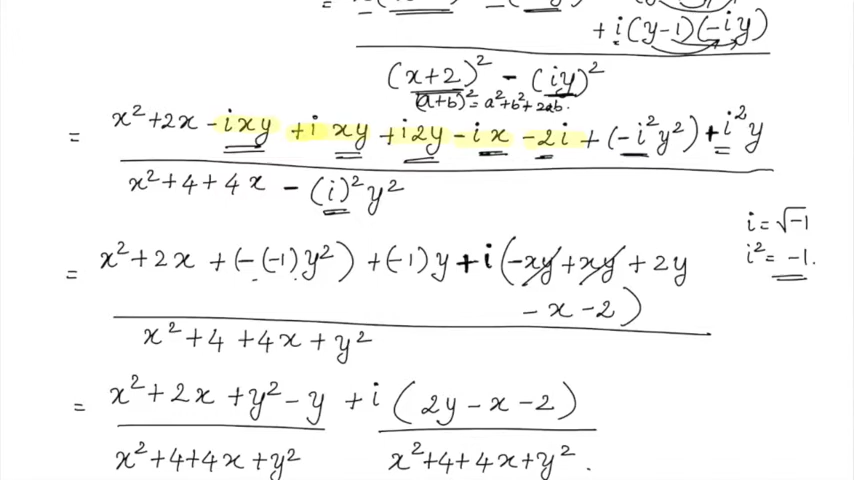 + i(y-1)(-iy)
(x+2)² - (iy)²
(a+b)² = a²+b²+2ab.
= x²+2x - ixy + i xy + i2y - ix - 2i + (-i²y²) + i²y
x²+4+4x - (i)²y²
i = √-1
i² = -1.
= x²+2x + (-(-1)y²) + (-1)y + i(-xy + xy + 2y
- x - 2)
x²+4+4x+y²
= x²+2x+y²-y + i (2y-x-2)
x²+4+4x+y² x²+4+4x+y².